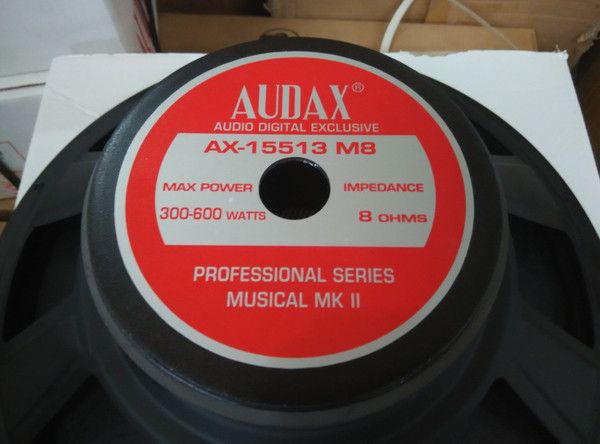 AUDAX®
AUDIO DIGITAL EXCLUSIVE
AX-15513 M8
MAX POWER
300-600 WATTS
IMPEDANCE
8 OHMS
PROFESSIONAL SERIES
MUSICAL MK II